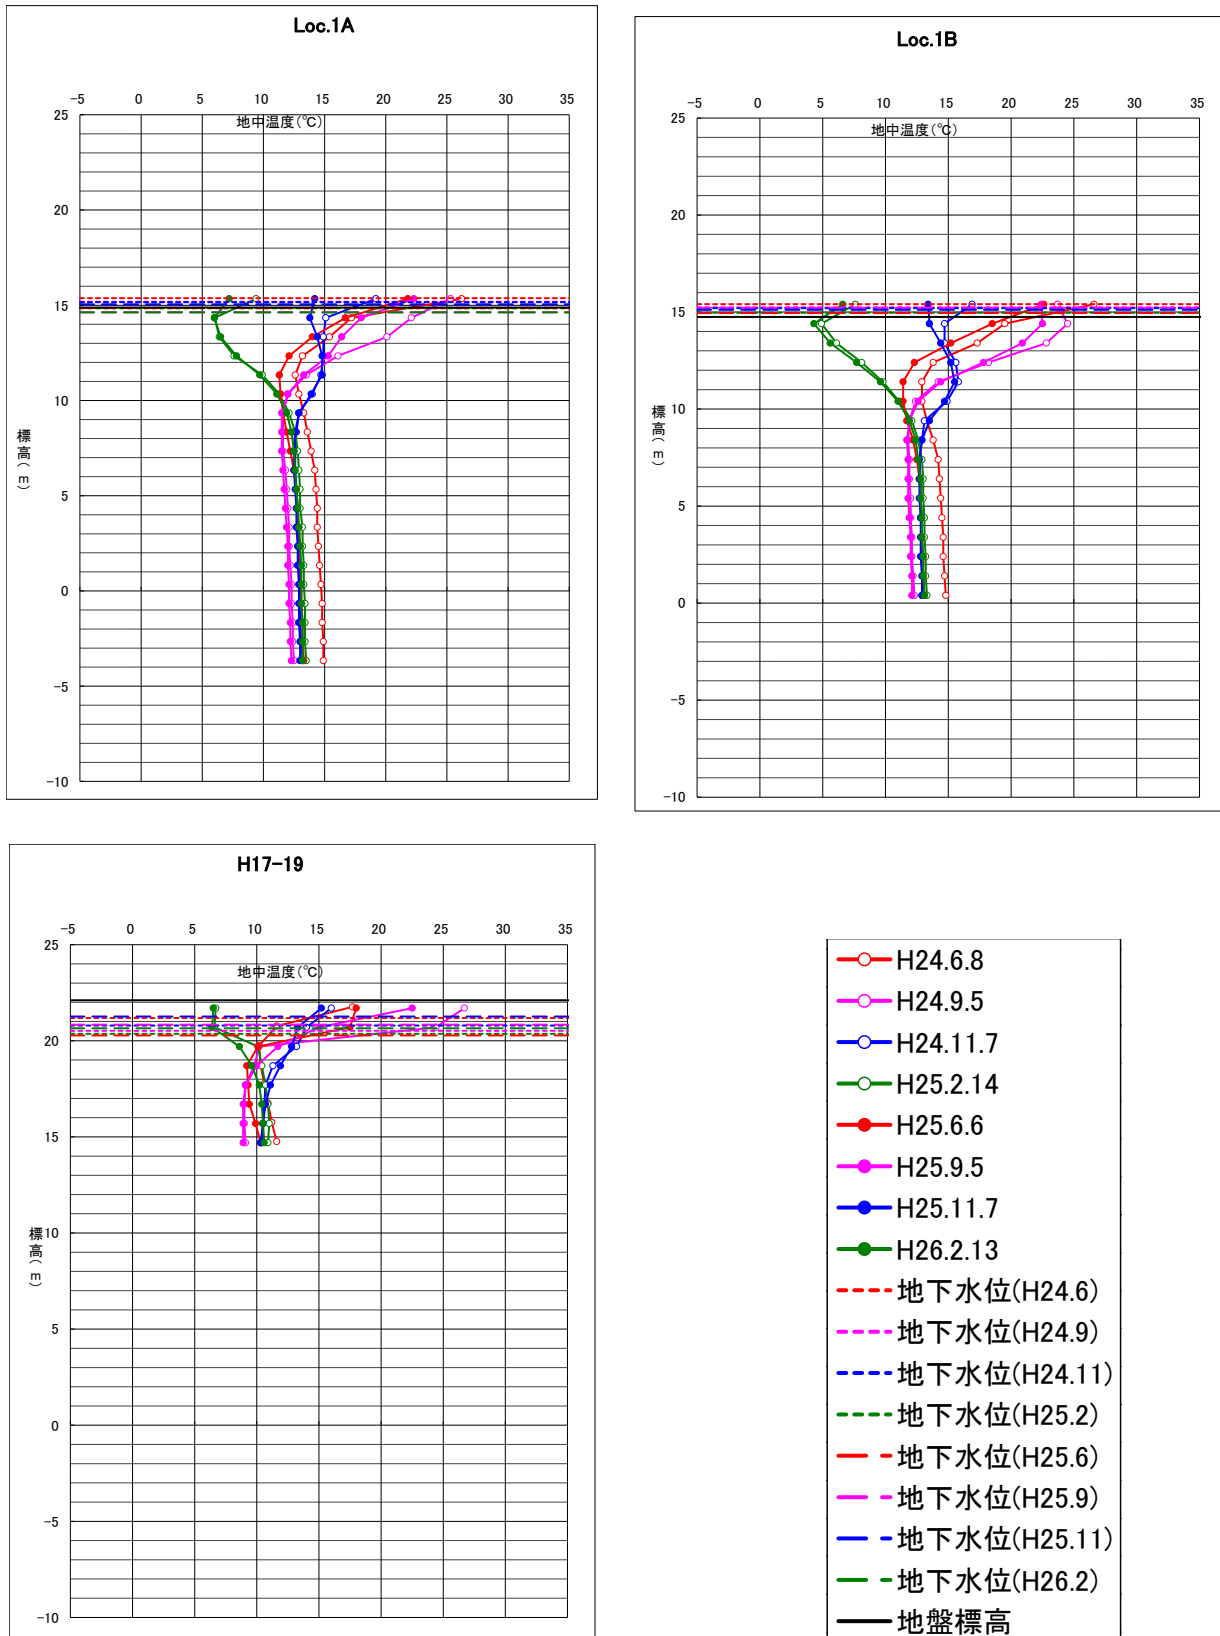 Loc.1A
-5 0 5 10 15 20 25 30 35
地中温度(℃)
25
20
15
10
5
0
-5
-10
標高(m)
Loc.1B
-5 0 5 10 15 20 25 30 35
地中温度(℃)
25
20
15
10
5
0
-5
-10
標高(m)
H17-19
-5 0 5 10 15 20 25 30 35
地中温度(℃)
25
20
15
10
5
0
-5
-10
標高(m)
H24.6.8
H24.9.5
H24.11.7
H25.2.14
H25.6.6
H25.9.5
H25.11.7
H26.2.13
地下水位(H24.6)
地下水位(H24.9)
地下水位(H24.11)
地下水位(H25.2)
地下水位(H25.6)
地下水位(H25.9)
地下水位(H25.11)
地下水位(H26.2)
地盤標高